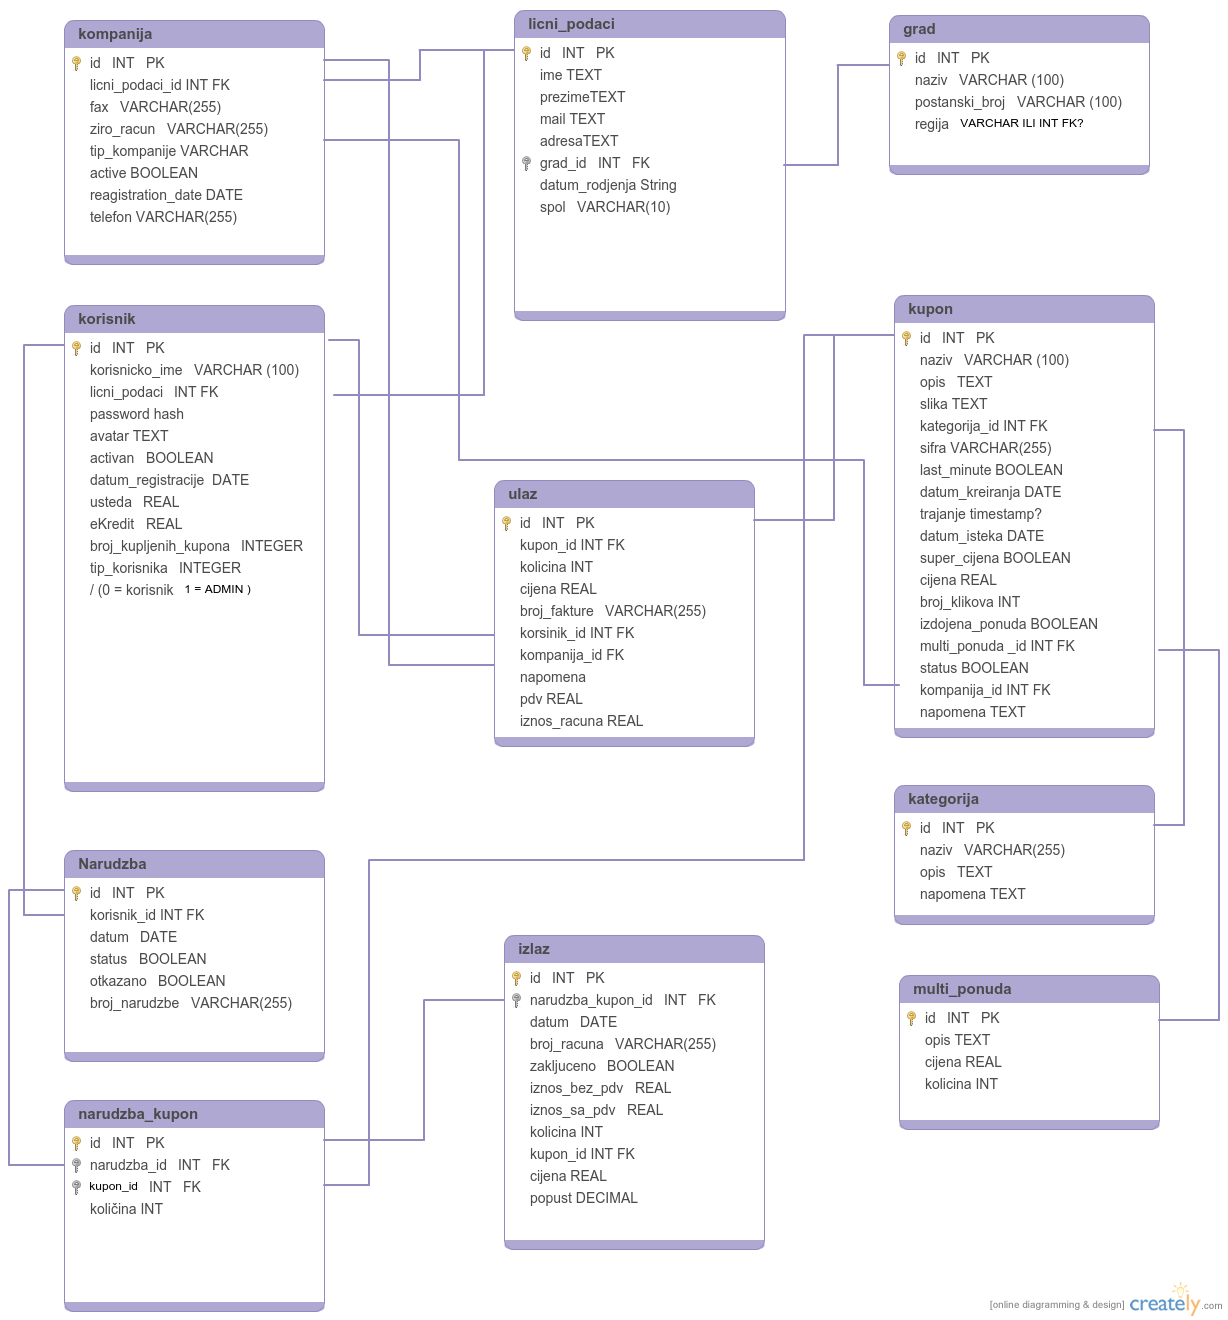 kompanija
id INT PK
licni_podaci_id INT FK
fax VARCHAR(255)
ziro_racun VARCHAR(255)
tip_kompanije VARCHAR
active BOOLEAN
reagistration_date DATE
telefon VARCHAR(255)
licni_podaci
id INT PK
ime TEXT
prezimeTEXT
mail TEXT
adresaTEXT
grad_id INT FK
datum_rodjenja String
spol VARCHAR(10)
grad
id INT PK
naziv VARCHAR (100)
postanski_broj VARCHAR (100)
regija VARCHAR ILI INT FK?
korisnik
id INT PK
korisnicko_ime VARCHAR (100)
licni_podaci INT FK
password hash
avatar TEXT
activan BOOLEAN
datum_registracije DATE
usteda REAL
eKredit REAL
broj_kupljenih_kupona INTEGER
tip_korisnika INTEGER
/ (0 = korisnik 1 = ADMIN )
ulaz
id INT PK
kupon_id INT FK
kolicina INT
cijena REAL
broj_fakture VARCHAR(255)
korsinik_id INT FK
kompanija_id FK
napomena
pdv REAL
iznos_racuna REAL
kupon
id INT PK
naziv VARCHAR (100)
opis TEXT
slika TEXT
kategorija_id INT FK
sifra VARCHAR(255)
last_minute BOOLEAN
datum_kreiranja DATE
trajanje timestamp?
datum_isteka DATE
super_cijena BOOLEAN
cijena REAL
broj_klikova INT
izdojena_ponuda BOOLEAN
multi_ponuda _id INT FK
status BOOLEAN
kompanija_id INT FK
napomena TEXT
kategorija
id INT PK
naziv VARCHAR(255)
opis TEXT
napomena TEXT
Narudzba
id INT PK
korisnik_id INT FK
datum DATE
status BOOLEAN
otkazano BOOLEAN
broj_narudzbe VARCHAR(255)
izlaz
id INT PK
narudzba_kupon_id INT FK
datum DATE
broj_racuna VARCHAR(255)
zakljuceno BOOLEAN
iznos_bez_pdv REAL
iznos_sa_pdv REAL
kolicina INT
kupon_id INT FK
cijena REAL
popust DECIMAL
multi_ponuda
id INT PK
opis TEXT
cijena REAL
kolicina INT
narudzba_kupon
id INT PK
narudzba_id INT FK
kupon_id INT FK
količina INT
[online diagramming & design] creately.com